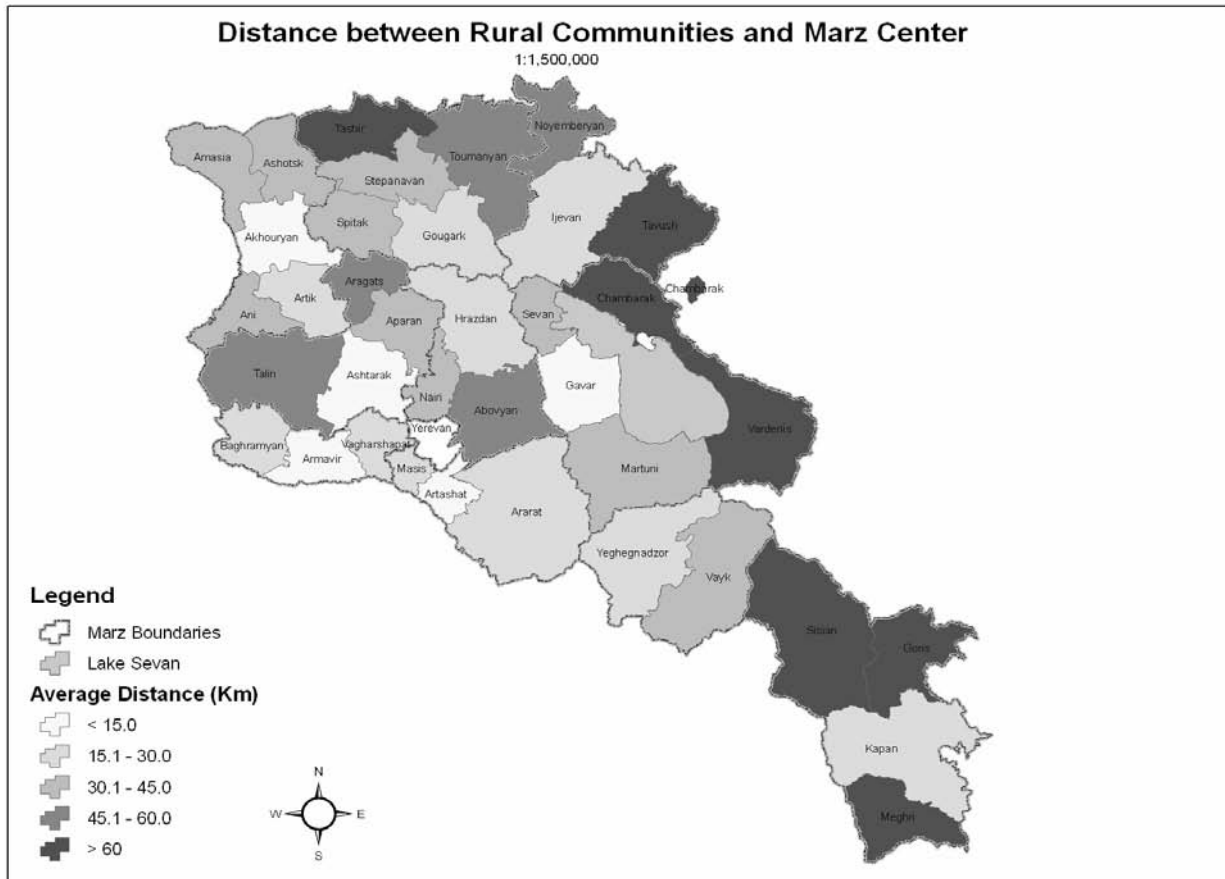 Distance between Rural Communities and Marz Center
1:1,500,000
Noyemberyan
Tashir
Toumanyan
Amasia
Ashotsk
Stepanavan
Ijevan
Tavush
Spitak
Gougark
Akhouryan
Aragats
Chambarak
Chambarak
Artik
Ani
Aparan
Hrazdan
Sevan
Talin
Ashtarak
Nairi
Gavar
Abovyan
Vardenis
Yerevan
Baghramyan
Vagharshapat
Armavir
Masis
Martuni
Artashat
Ararat
Yeghegnadzor
Vayk
Sisian
Goris
Kapan
Meghri
Legend
Marz Boundaries
Lake Sevan
Average Distance (Km)
< 15.0
15.1 - 30.0
30.1 - 45.0
45.1 - 60.0
> 60
N
W E
S